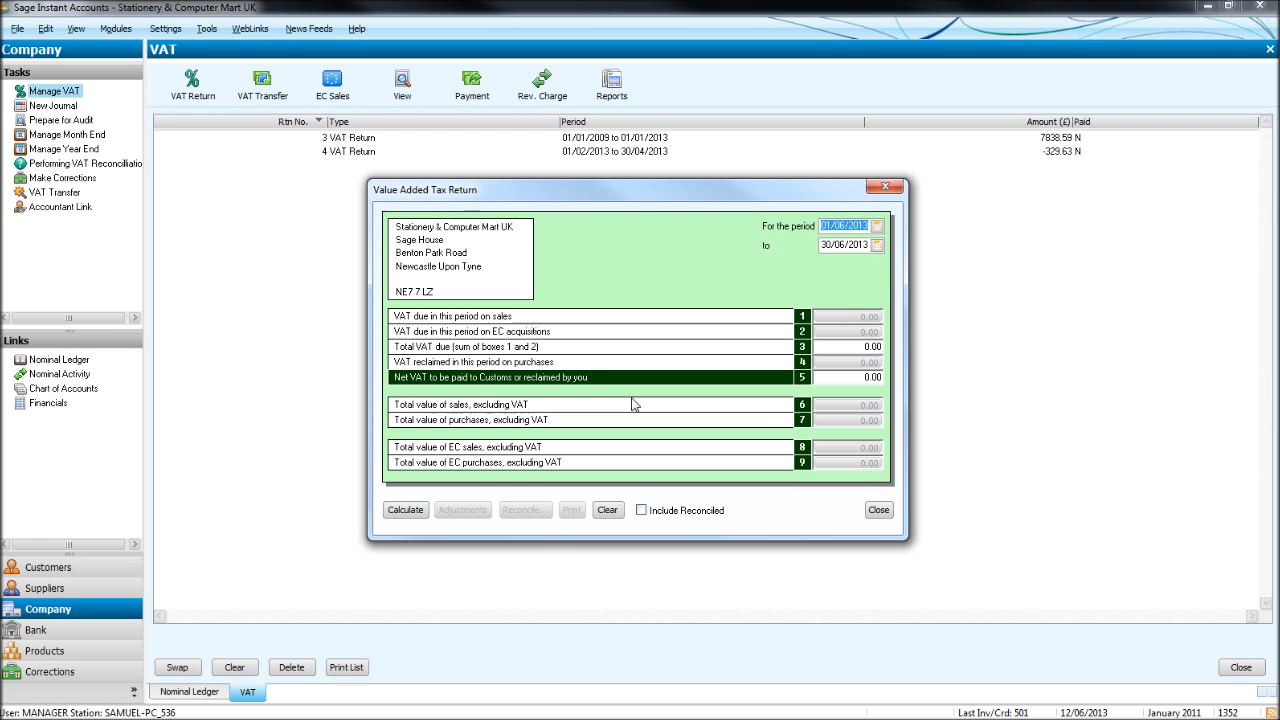 Sage Instant Accounts - Stationery & Computer Mart UK
File Edit View Modules Settings Tools WebLinks News Feeds Help
Company
VAT
Tasks
Manage VAT
New Journal
Prepare for Audit
Manage Month End
Manage Year End
Performing VAT Reconciliatio
Make Corrections
VAT Transfer
Accountant Link
VAT Return VAT Transfer EC Sales View Payment Rev. Charge Reports
Rtn No. Type Period Amount (£) Paid
3 VAT Return 01/01/2009 to 01/01/2013 7838.59 N
4 VAT Return 01/02/2013 to 30/04/2013 -329.63 N
Value Added Tax Return
Stationery & Computer Mart UK
Sage House
Benton Park Road
Newcastle Upon Tyne
NE7 7 LZ
For the period 01/06/2013
to 30/06/2013
VAT due in this period on sales 1 0.00
VAT due in this period on EC acquisitions 2 0.00
Total VAT due (sum of boxes 1 and 2) 3 0.00
VAT reclaimed in this period on purchases 4 0.00
Net VAT to be paid to Customs or reclaimed by you 5 0.00
Total value of sales, excluding VAT 6 0.00
Total value of purchases, excluding VAT 7 0.00
Total value of EC sales, excluding VAT 8 0.00
Total value of EC purchases, excluding VAT 9 0.00
Calculate Adjustments Reconcile... Print Clear Include Reconciled Close
Links
Nominal Ledger
Nominal Activity
Chart of Accounts
Financials
Customers
Suppliers
Company
Bank
Products
Corrections
Swap Clear Delete Print List Close
Nominal Ledger VAT
User: MANAGER Station: SAMUEL-PC_536 Last Inv/Crd: 501 12/06/2013 January 2011 1352